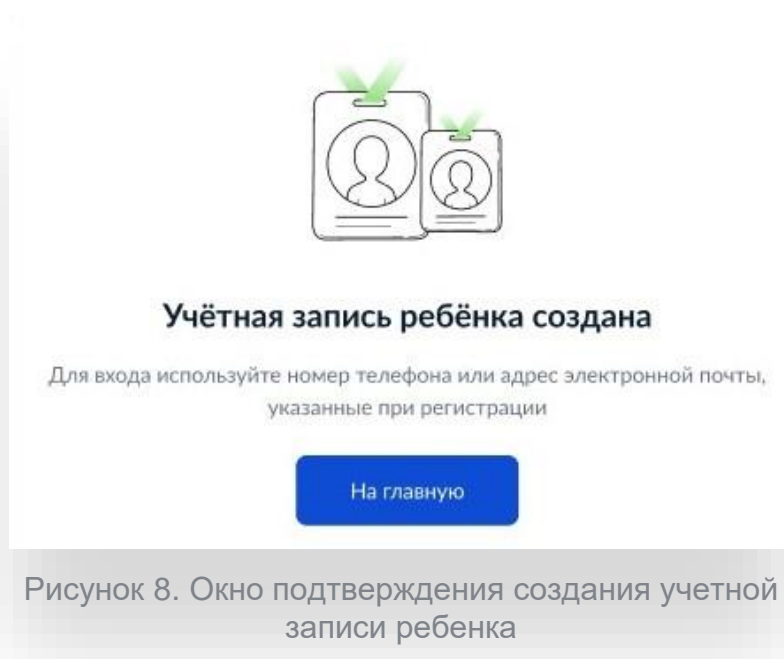 Учётная запись ребёнка создана
Для входа используйте номер телефона или адрес электронной почты,
указанные при регистрации
На главную
Рисунок 8. Окно подтверждения создания учетной
записи ребенка